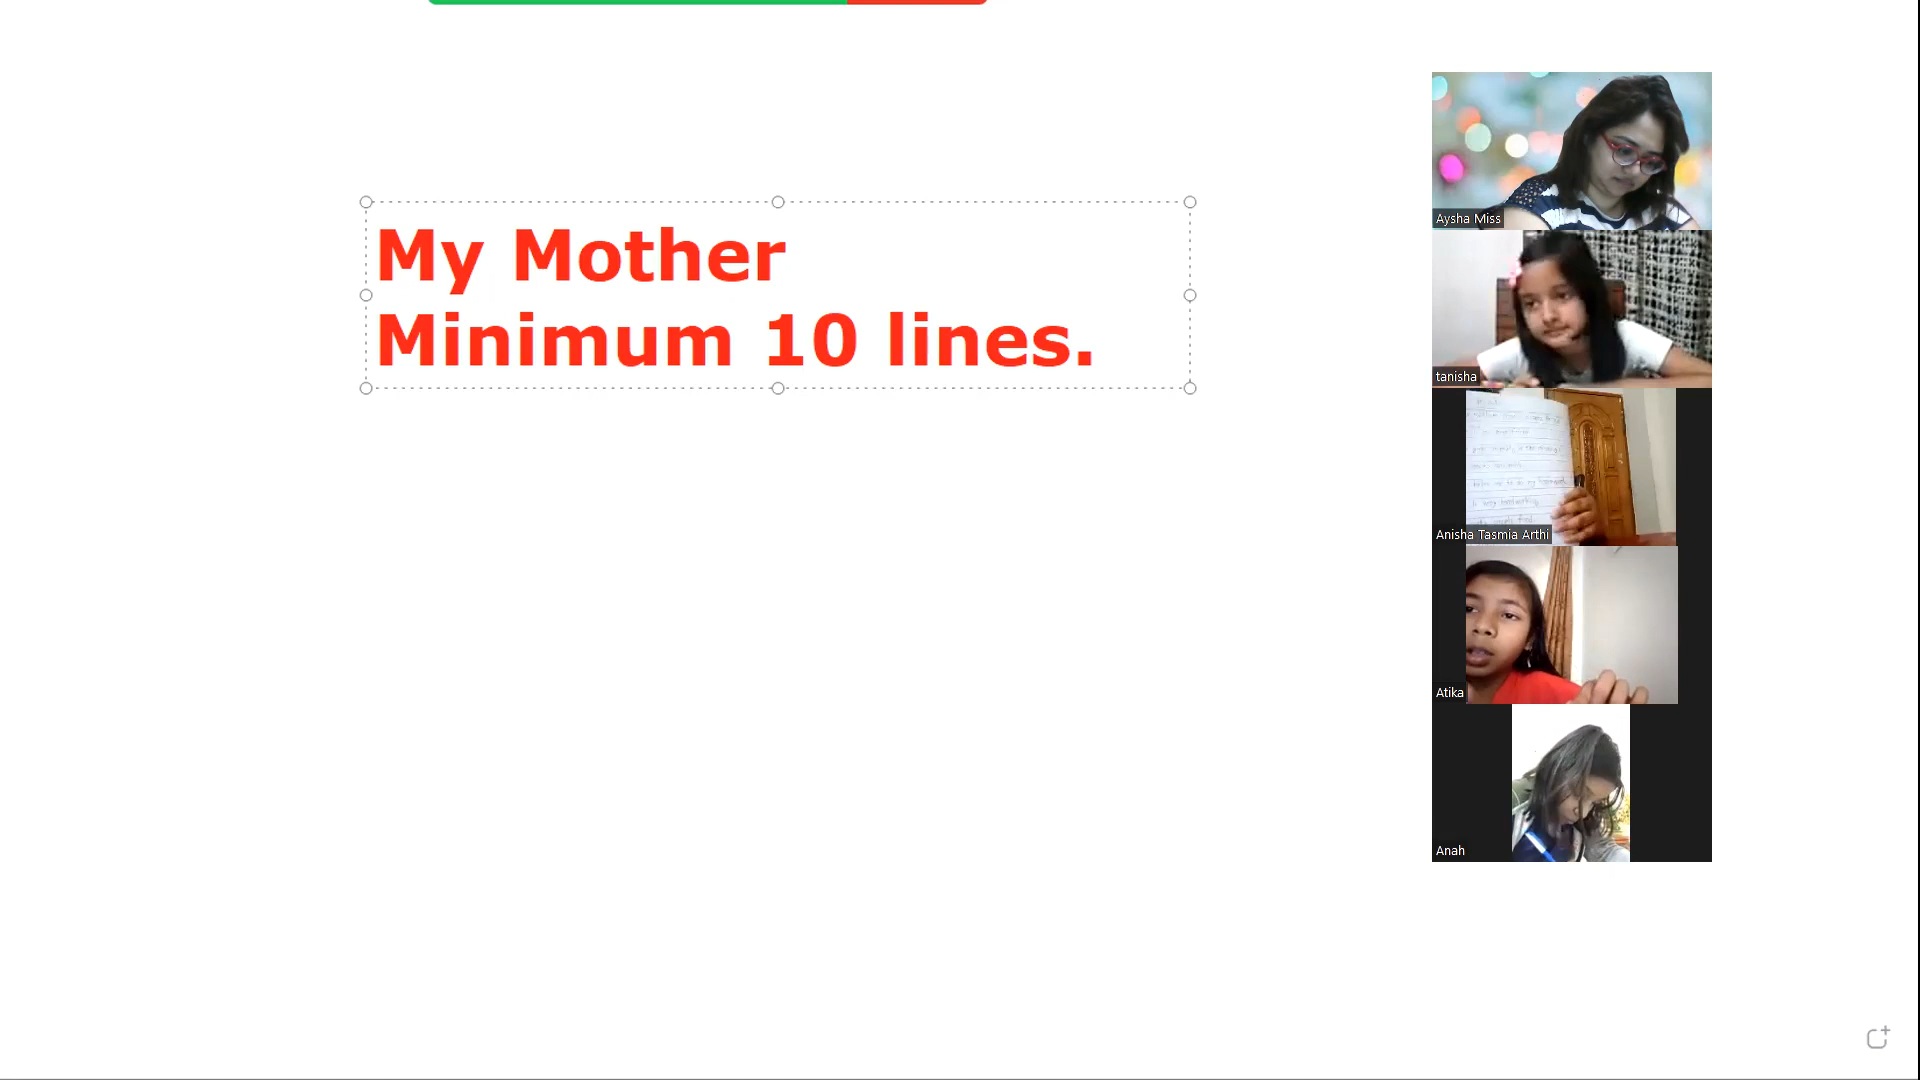 My Mother
Minimum 10 lines.
Aysha Miss
tanisha
Anisha Tasmia Arthi
Atika
Anah